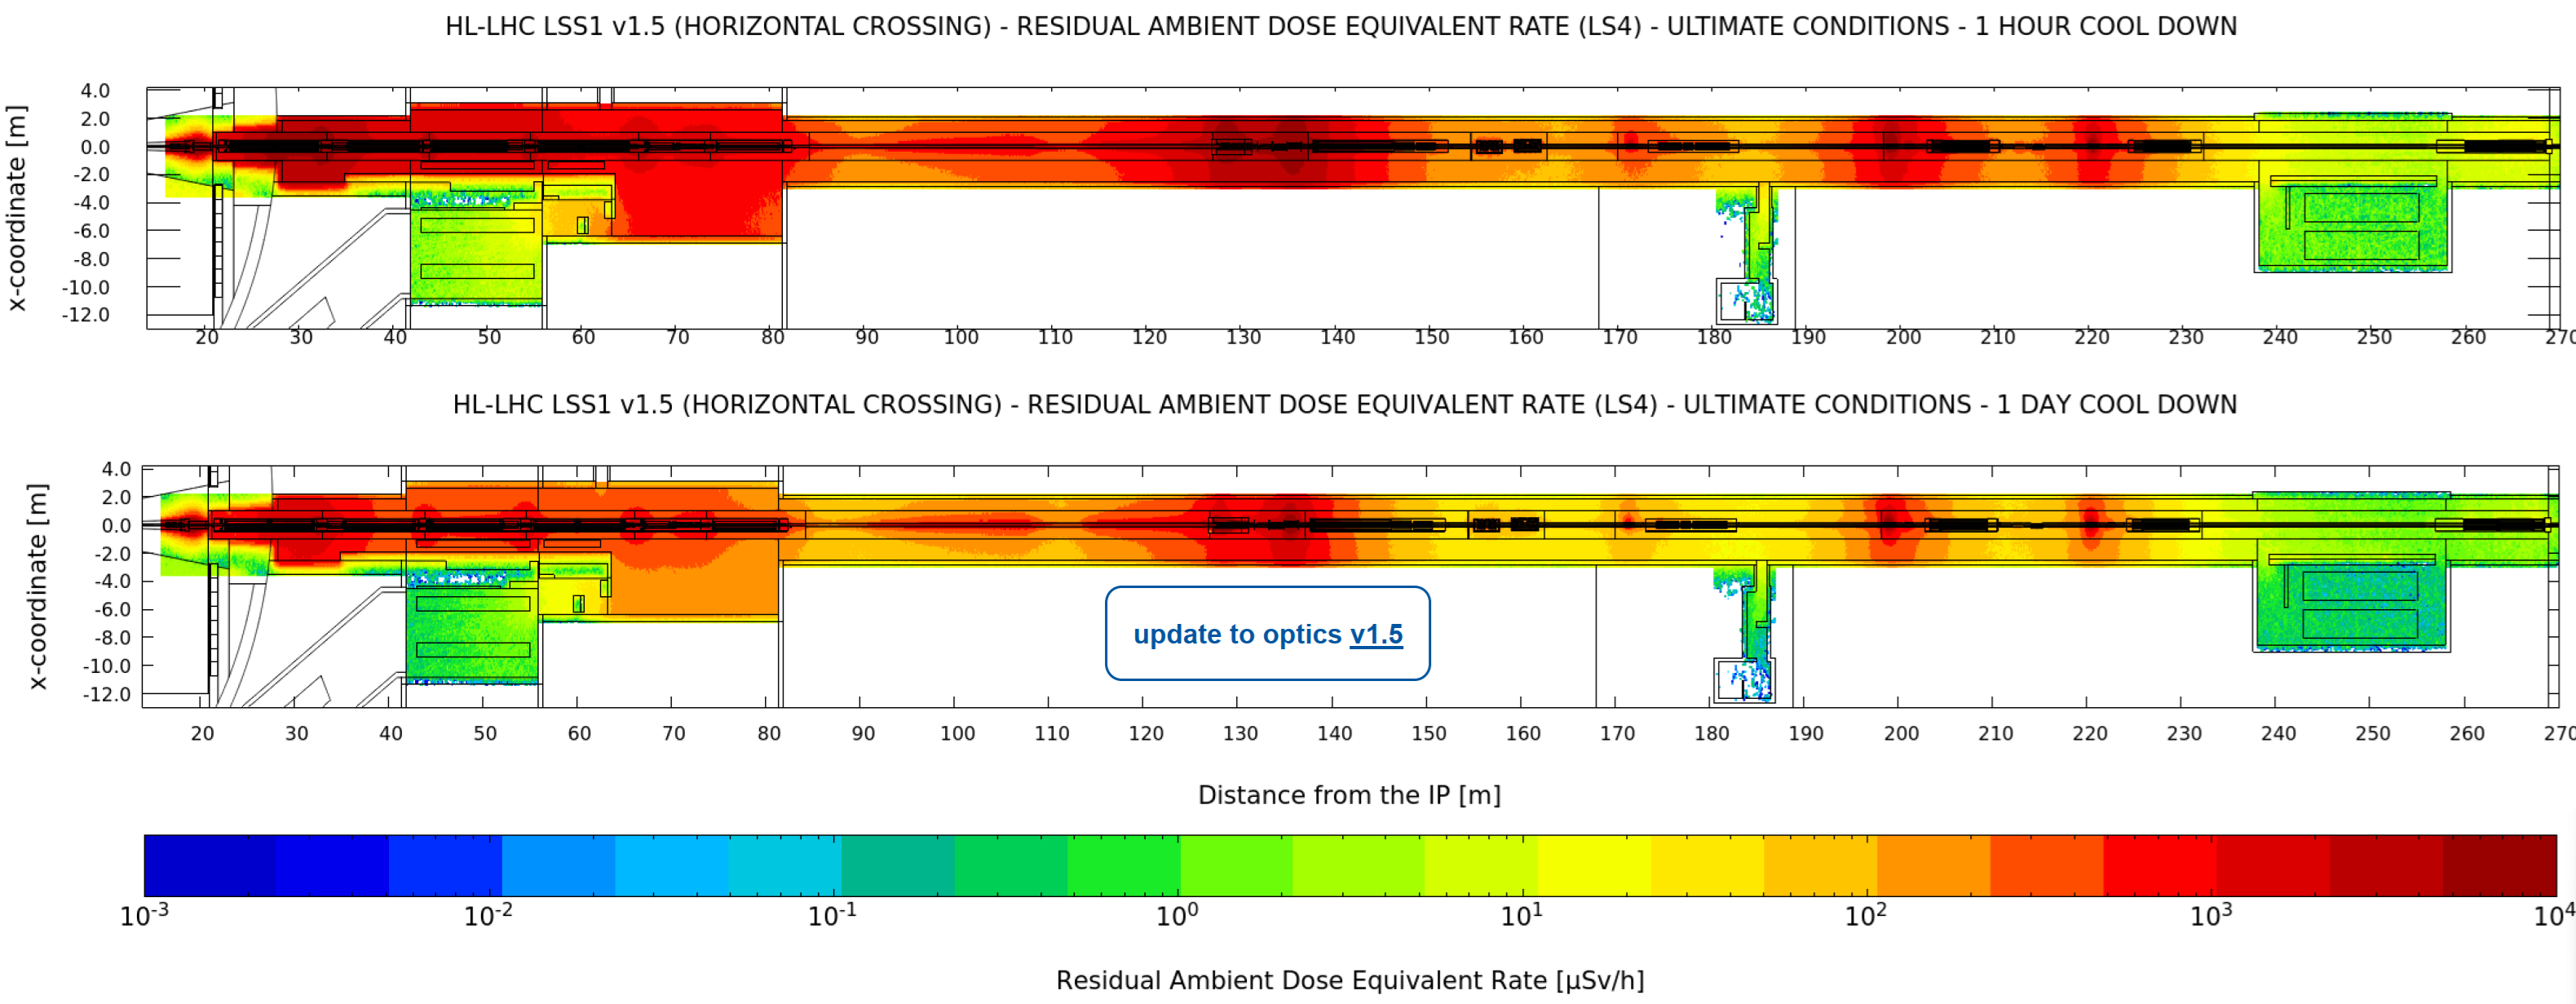 HL-LHC LSS1 v1.5 (HORIZONTAL CROSSING) - RESIDUAL AMBIENT DOSE EQUIVALENT RATE (LS4) - ULTIMATE CONDITIONS - 1 HOUR COOL DOWN
x-coordinate [m]
4.0
2.0
0.0
-2.0
-4.0
-6.0
-8.0
-10.0
-12.0
20 30 40 50 60 70 80 90 100 110 120 130 140 150 160 170 180 190 200 210 220 230 240 250 260 270
HL-LHC LSS1 v1.5 (HORIZONTAL CROSSING) - RESIDUAL AMBIENT DOSE EQUIVALENT RATE (LS4) - ULTIMATE CONDITIONS - 1 DAY COOL DOWN
x-coordinate [m]
4.0
2.0
0.0
-2.0
-4.0
-6.0
-8.0
-10.0
-12.0
update to optics v1.5
20 30 40 50 60 70 80 90 100 110 120 130 140 150 160 170 180 190 200 210 220 230 240 250 260 270
Distance from the IP [m]
10⁻³ 10⁻² 10⁻¹ 10⁰ 10¹ 10² 10³ 10⁴
Residual Ambient Dose Equivalent Rate [μSv/h]